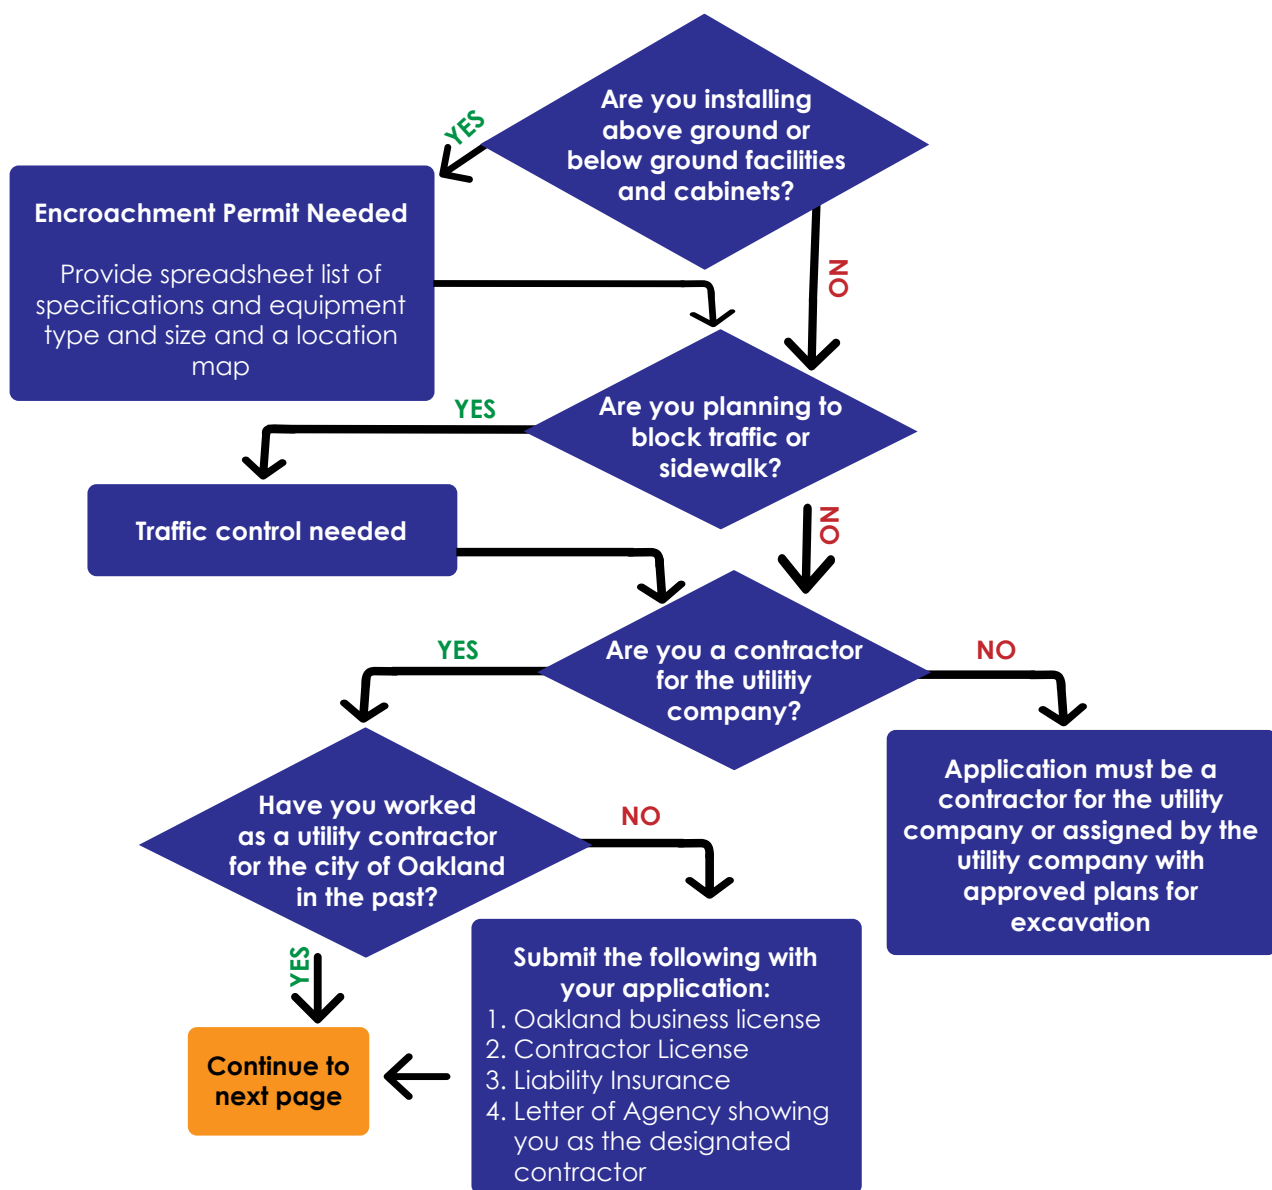 Are you installing
above ground or
below ground facilities
and cabinets?
YES
NO
Encroachment Permit Needed
Provide spreadsheet list of
specifications and equipment
type and size and a location
map
Are you planning to
block traffic or
sidewalk?
YES
NO
Traffic control needed
Are you a contractor
for the utilitiy
company?
YES
NO
Application must be a
contractor for the utility
company or assigned by the
utility company with
approved plans for
excavation
Have you worked
as a utility contractor
for the city of Oakland
in the past?
NO
YES
Submit the following with
your application:
1. Oakland business license
2. Contractor License
3. Liability Insurance
4. Letter of Agency showing
you as the designated
contractor
Continue to
next page